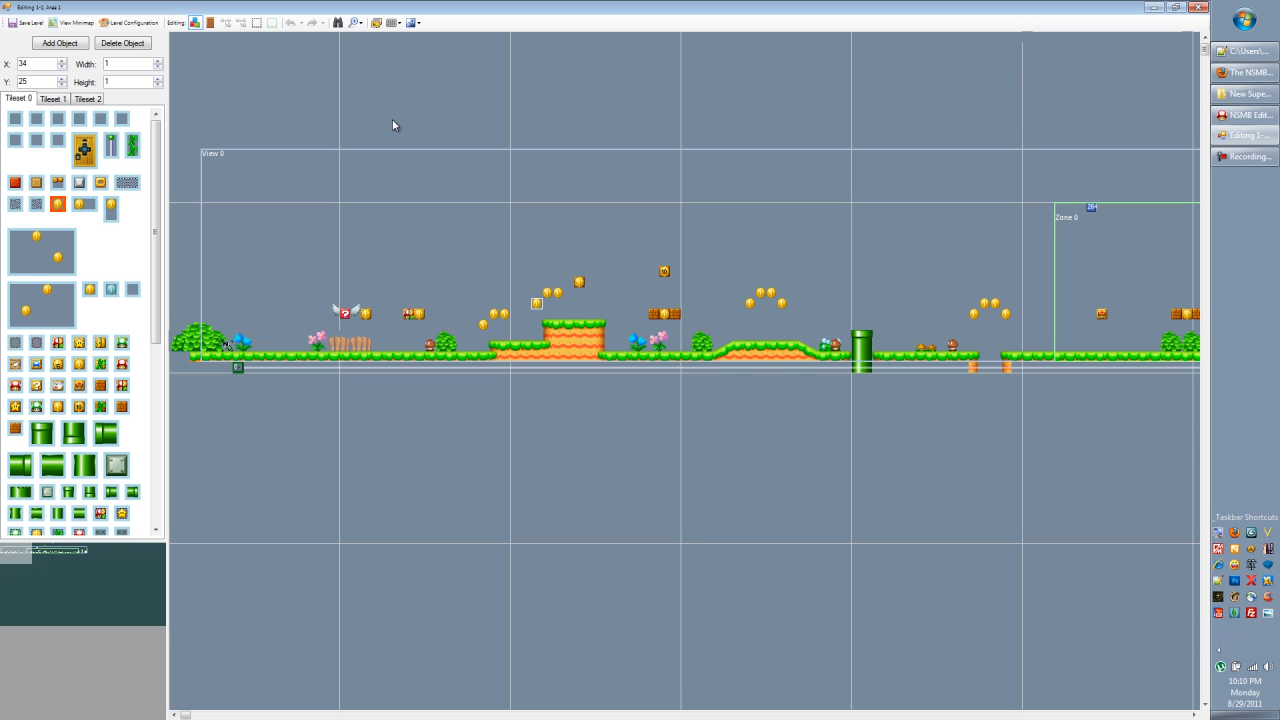 Editing 1-1, Area 1
Save Level
View Minimap
Level Configuration
Editing:
Add Object
Delete Object
X: 34
Width: 1
Y: 25
Height: 1
Tileset 0
Tileset 1
Tileset 2
View 0
Zone 0
264
C:\Users\...
The NSMB...
New Supe...
NSMB Edit...
Editing 1-...
Recording...
_Taskbar Shortcuts
10:10 PM
Monday
8/29/2011